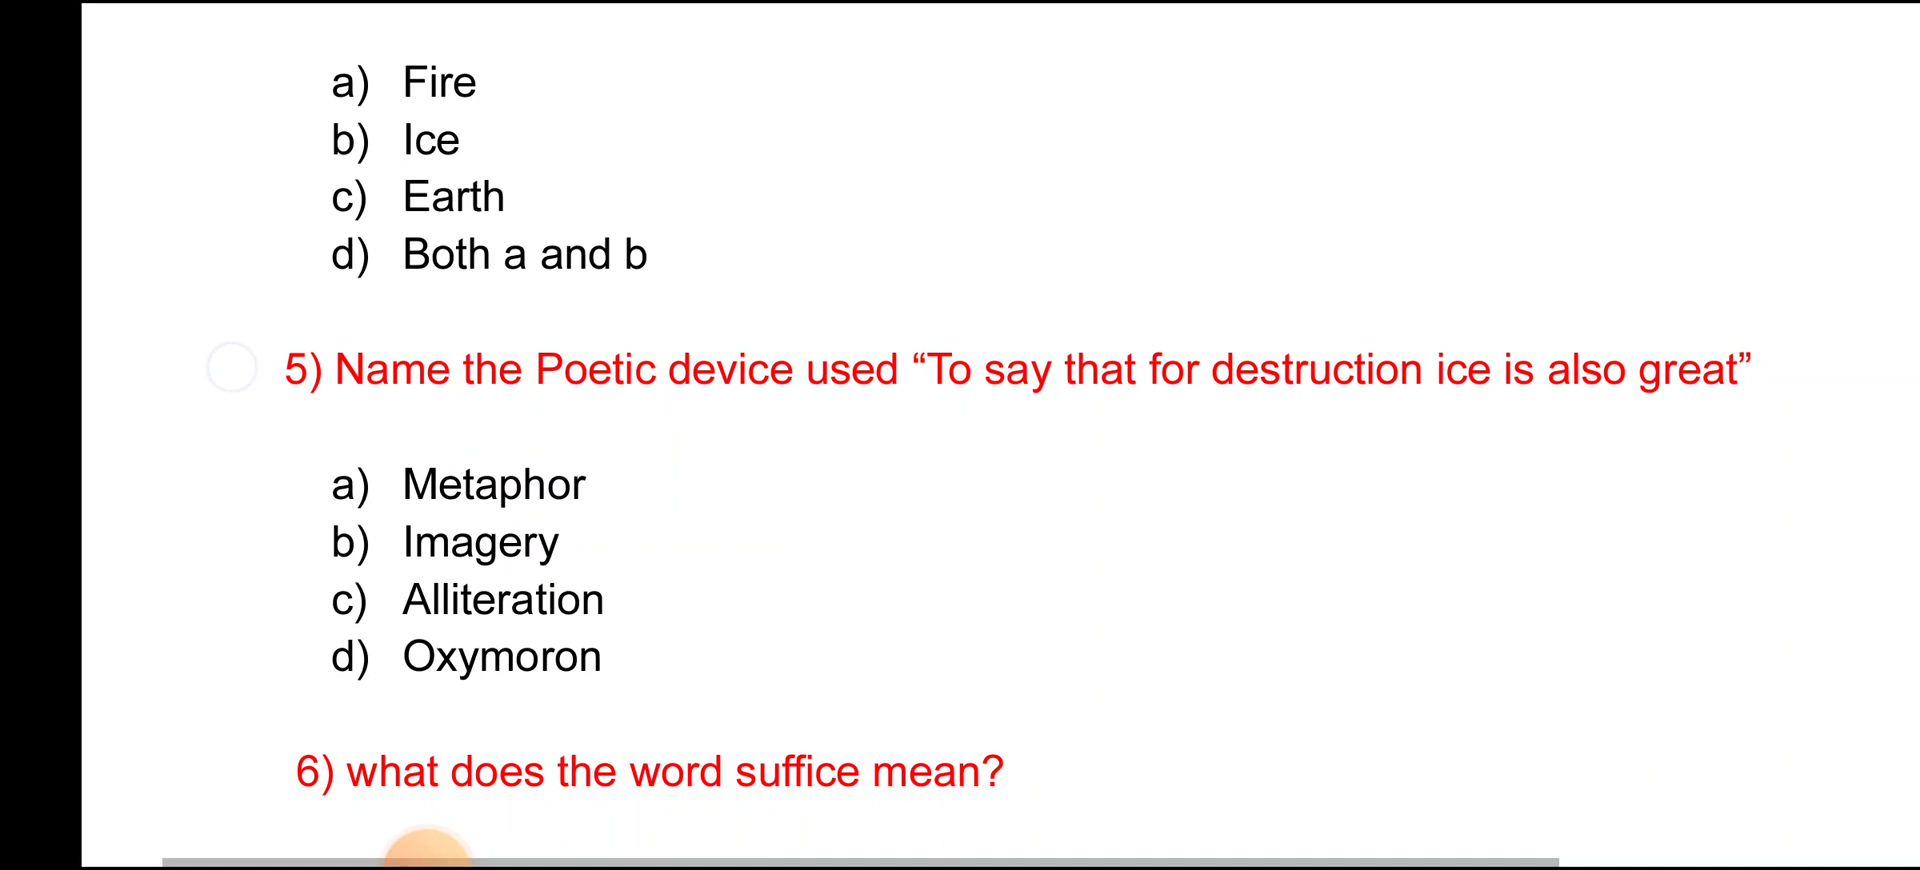 a) Fire
b) Ice
c) Earth
d) Both a and b
5) Name the Poetic device used “To say that for destruction ice is also great”
a) Metaphor
b) Imagery
c) Alliteration
d) Oxymoron
6) what does the word suffice mean?